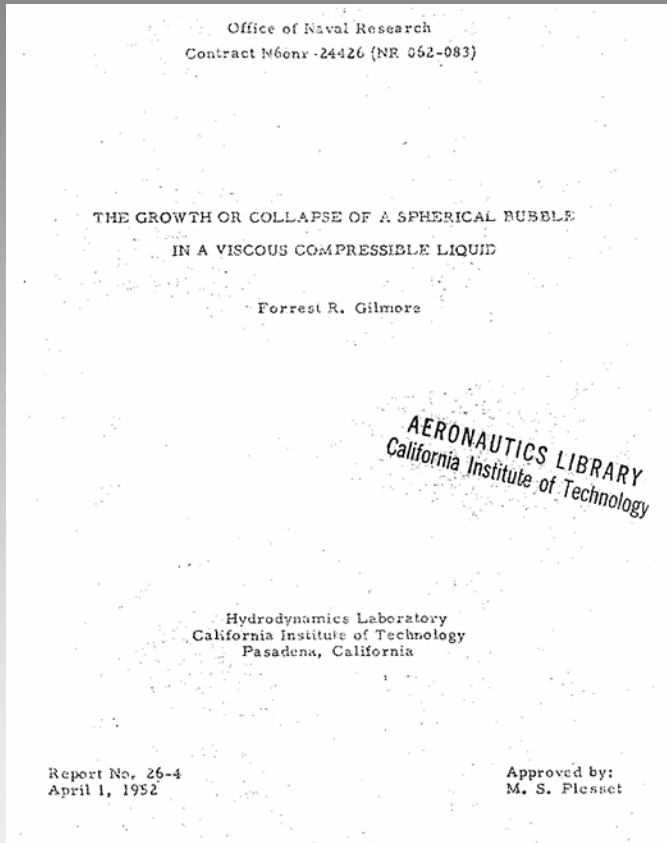 Office of Naval Research
Contract N6onr-24426 (NR 062-083)
THE GROWTH OR COLLAPSE OF A SPHERICAL BUBBLE
IN A VISCOUS COMPRESSIBLE LIQUID
Forrest R. Gilmore
AERONAUTICS LIBRARY
California Institute of Technology
Hydrodynamics Laboratory
California Institute of Technology
Pasadena, California
Report No. 26-4
April 1, 1952
Approved by:
M. S. Plesset